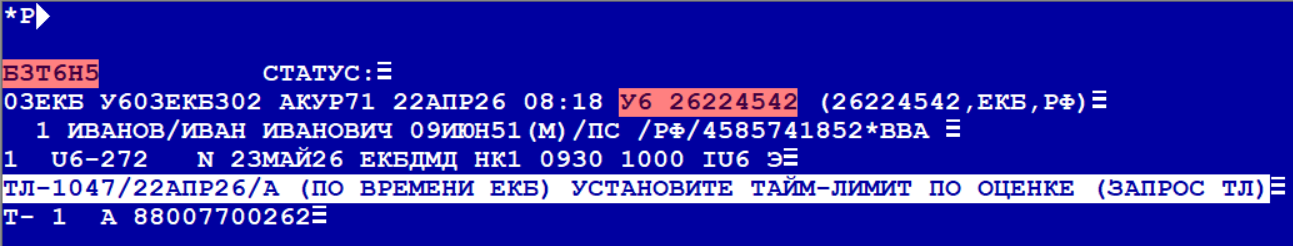 *Р
Б3Т6Н5 СТАТУС:
03ЕКБ У603ЕКБ302 АКУР71 22АПР26 08:18 У6 26224542 (26224542,ЕКБ,РФ)
1 ИВАНОВ/ИВАН ИВАНОВИЧ 09ИЮН51(М)/ПС /РФ/4585741852*ВВА
1 U6-272 N 23МАЙ26 ЕКБДМД НК1 0930 1000 IU6 Э
ТЛ-1047/22АПР26/А (ПО ВРЕМЕНИ ЕКБ) УСТАНОВИТЕ ТАЙМ-ЛИМИТ ПО ОЦЕНКЕ (ЗАПРОС ТЛ)
Т- 1 А 88007700262